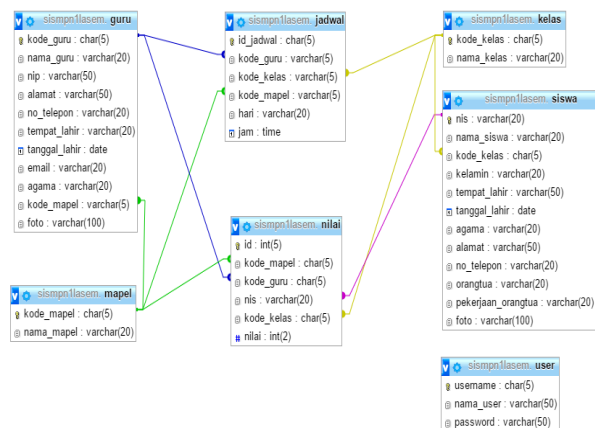 sismpn1lasem guru
kode_guru : char(5)
nama_guru : varchar(20)
nip : varchar(50)
alamat : varchar(50)
no_telepon : varchar(20)
tempat_lahir : varchar(20)
tanggal_lahir : date
email : varchar(20)
agama : varchar(20)
kode_mapel : varchar(5)
foto : varchar(100)
sismpn1lasem mapel
kode_mapel : char(5)
nama_mapel : varchar(20)
sismpn1lasem jadwal
id_jadwal : char(5)
kode_guru : char(5)
kode_kelas : char(5)
kode_mapel : char(5)
hari : varchar(20)
jam : time
sismpn1lasem nilai
id : int(5)
kode_mapel : char(5)
kode_guru : char(5)
nis : varchar(20)
kode_kelas : char(5)
# nilai : int(2)
sismpn1lasem kelas
kode_kelas : char(5)
nama_kelas : varchar(20)
sismpn1lasem siswa
nis : varchar(20)
nama_siswa : varchar(20)
kode_kelas : char(5)
kelamin : varchar(20)
tempat_lahir : varchar(50)
tanggal_lahir : date
agama : varchar(20)
alamat : varchar(50)
no_telepon : varchar(20)
orangtua : varchar(20)
pekerjaan_orangtua : varchar(20)
foto : varchar(100)
sismpn1lasem user
username : char(5)
nama_user : varchar(50)
password : varchar(50)